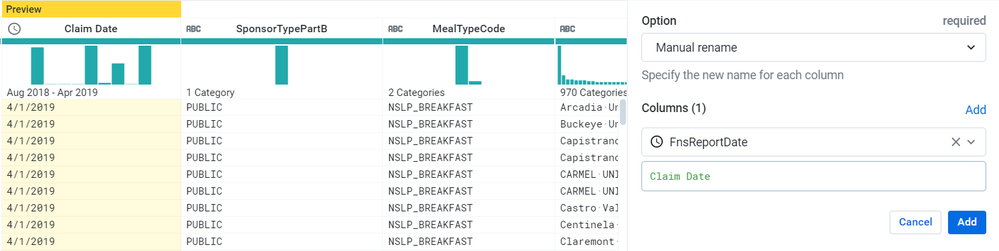 Preview
Claim Date
ABC SponsorTypePartB
ABC MealTypeCode
ABC
Aug 2018 - Apr 2019
1 Category
2 Categories
970 Categories
4/1/2019 PUBLIC NSLP_BREAKFAST Arcadia·Un
4/1/2019 PUBLIC NSLP_BREAKFAST Buckeye·Un
4/1/2019 PUBLIC NSLP_BREAKFAST Capistranc
4/1/2019 PUBLIC NSLP_BREAKFAST Capistranc
4/1/2019 PUBLIC NSLP_BREAKFAST CARMEL·UNI
4/1/2019 PUBLIC NSLP_BREAKFAST CARMEL·UNI
4/1/2019 PUBLIC NSLP_BREAKFAST Castro·Val
4/1/2019 PUBLIC NSLP_BREAKFAST Centinela·
4/1/2019 PUBLIC NSLP_BREAKFAST Claremont·
Option required
Manual rename
Specify the new name for each column
Columns (1) Add
FnsReportDate
Claim Date
Cancel Add